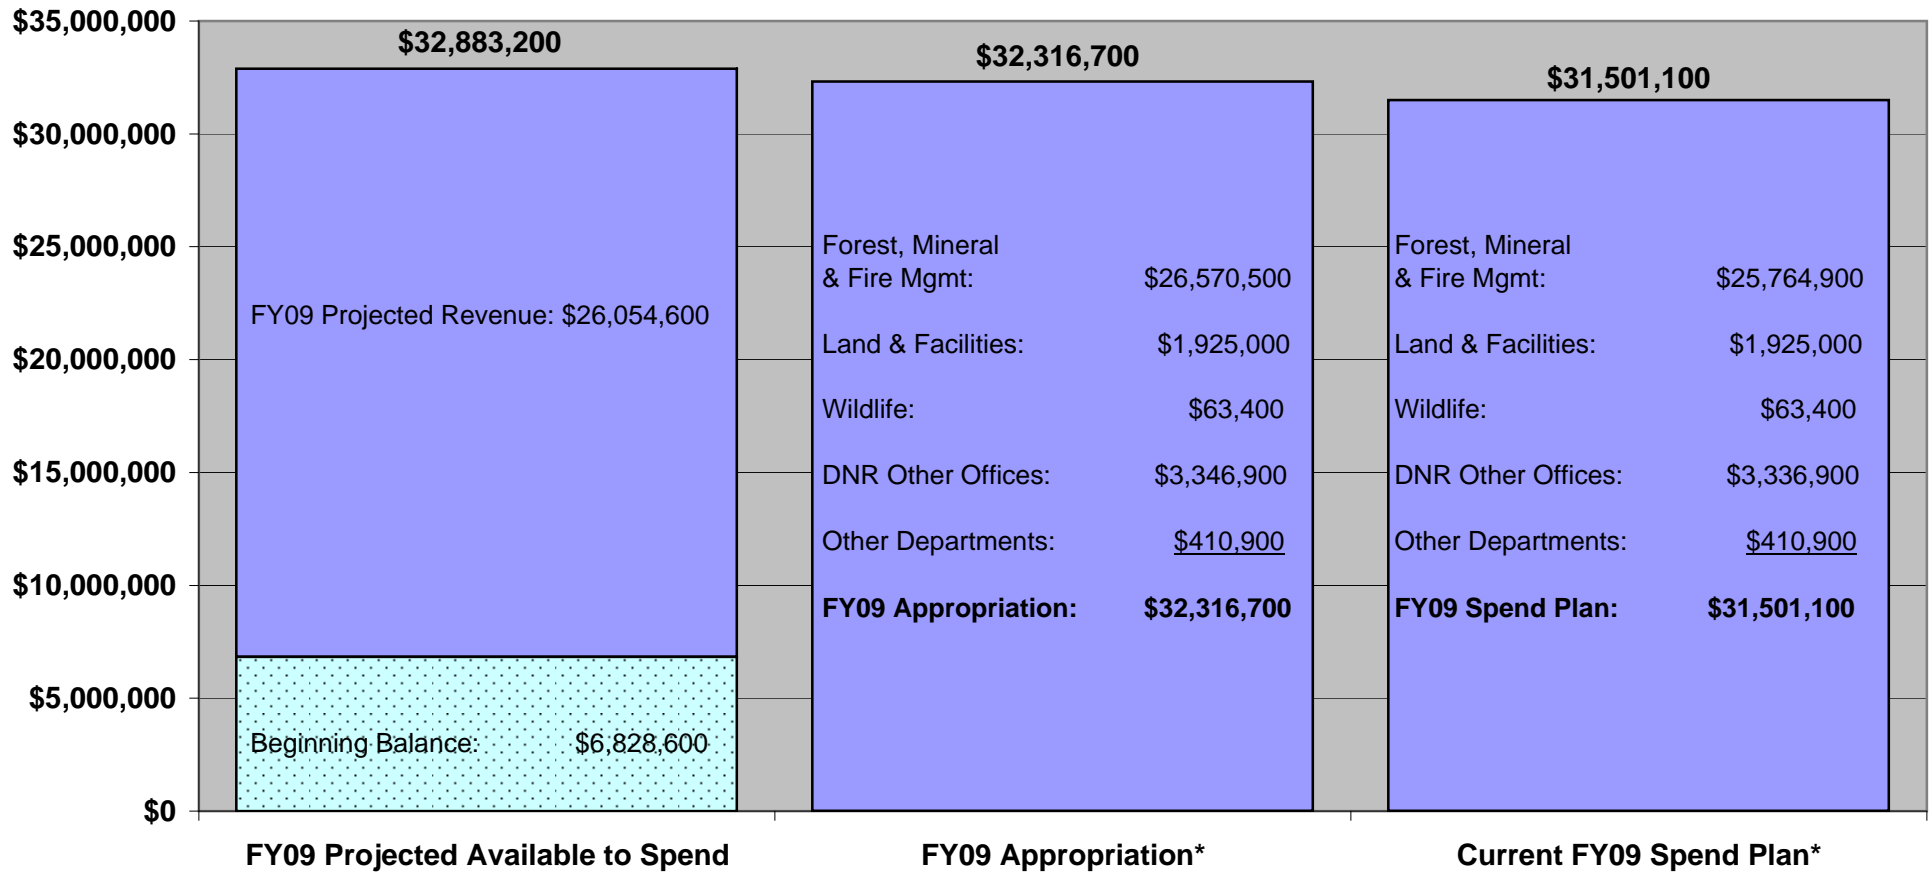 $35,000,000
$30,000,000
$25,000,000
$20,000,000
$15,000,000
$10,000,000
$5,000,000
$0
$32,883,200
FY09 Projected Revenue: $26,054,600
Beginning Balance: $6,828,600
FY09 Projected Available to Spend
$32,316,700
Forest, Mineral
& Fire Mgmt: $26,570,500
Land & Facilities: $1,925,000
Wildlife: $63,400
DNR Other Offices: $3,346,900
Other Departments: $410,900
FY09 Appropriation: $32,316,700
FY09 Appropriation*
$31,501,100
Forest, Mineral
& Fire Mgmt: $25,764,900
Land & Facilities: $1,925,000
Wildlife: $63,400
DNR Other Offices: $3,336,900
Other Departments: $410,900
FY09 Spend Plan: $31,501,100
Current FY09 Spend Plan*